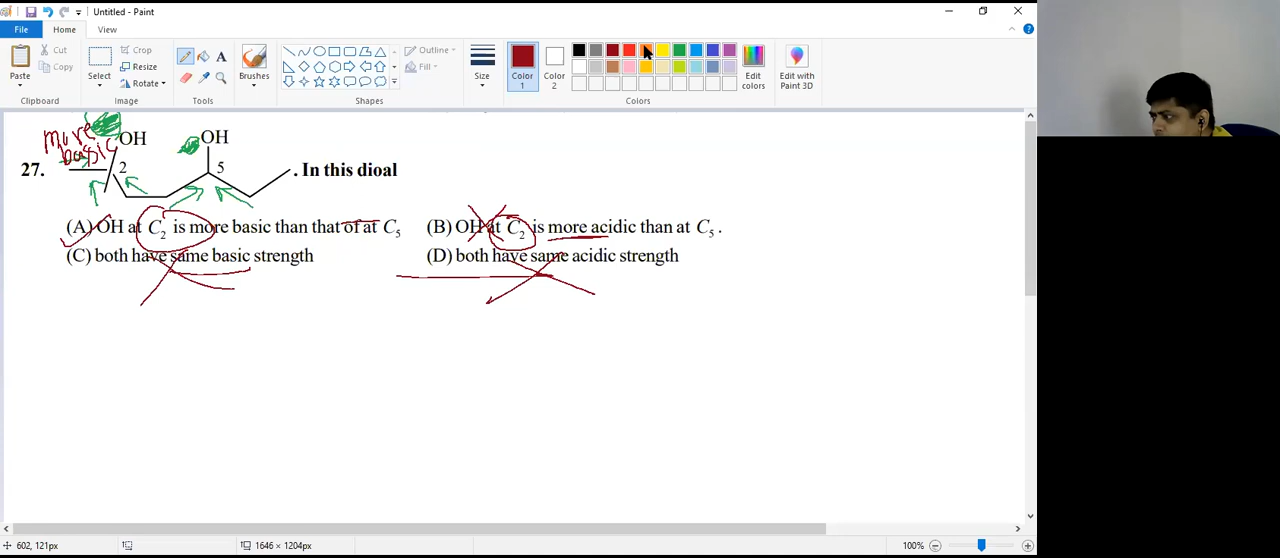 Untitled - Paint
File Home View
Paste
Cut
Copy
Clipboard
Select
Crop
Resize
Rotate
Image
Tools
Brushes
Outline
Fill
Shapes
Size
Color 1
Color 2
Edit colors
Edit with Paint 3D
Colors
more
basic
OH
OH
2
5
27.
. In this dioal
(A) OH at C₂ is more basic than that of at C₅
(B) OH at C₂ is more acidic than at C₅ .
(C) both have same basic strength
(D) both have same acidic strength
602, 121px
1646 × 1204px
100%